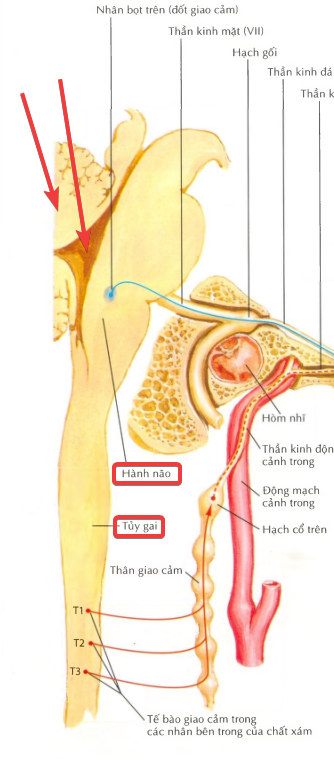 Nhân bọt trên (đốt giao cảm)
Thần kinh mặt (VII)
Hạch gối
Thần kinh đá
Thần k
Hòm nhĩ
Thần kinh độn
cảnh trong
Hành não
Động mạch
cảnh trong
Tủy gai
Hạch cổ trên
Thân giao cảm
T1
T2
T3
Tế bào giao cảm trong
các nhân bên trong của chất xám